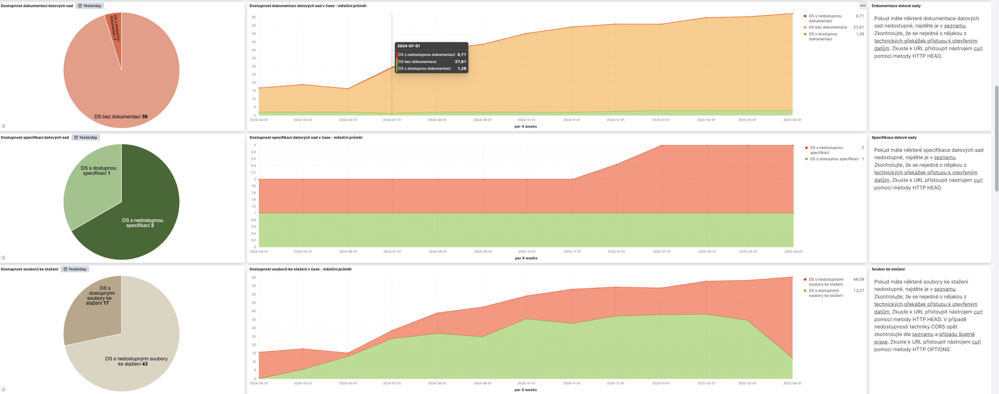 Dostupnost dokumentací datových sad Yesterday
DS s dostupnou
dokumentací 3
DS bez dokumentací 59
Dostupnost dokumentací datových sad v čase - měsíční průměr
60
55
50
45
40
35
30
25
20
15
10
5
0
2024-07-01
DS s nedostupnou dokumentací 0,71
DS bez dokumentace 27,61
DS s dostupnou dokumentací 1,29
2024-04-01 2024-05-01 2024-06-01 2024-07-01 2024-08-01 2024-09-01 2024-10-01 2024-11-01 2024-12-01 2025-01-01 2025-02-01 2025-03-01 2025-04-01
per 4 weeks
DS s nedostupnou 0,71
dokumentací
DS bez dokumentace 27,61
DS s dostupnou 1,29
dokumentací
Dokumentace datové sady
Pokud máte některé dokumentace datových
sad nedostupné, najděte je v seznamu.
Zkontrolujte, že se nejedná o nějakou z
technických překážek přístupu k otevřeným
datům. Zkuste k URL přistoupit nástrojem curl
pomocí metody HTTP HEAD.
Dostupnost specifikací datových sad Yesterday
DS s dostupnou
specifikací 1
DS s nedostupnou
specifikací 2
Dostupnost specifikací datových sad v čase - měsíční průměr
3
2,8
2,6
2,4
2,2
2
1,8
1,6
1,4
1,2
1
0,8
0,6
0,4
0,2
0
2024-04-01 2024-05-01 2024-06-01 2024-07-01 2024-08-01 2024-09-01 2024-10-01 2024-11-01 2024-12-01 2025-01-01 2025-02-01 2025-03-01 2025-04-01
per 4 weeks
DS s nedostupnou 2
specifikací
DS s dostupnou specifikací 1
Specifikace datové sady
Pokud máte některé specifikace datových sad
nedostupné, najděte je v seznamu.
Zkontrolujte, že se nejedná o nějakou z
technických překážek přístupu k otevřeným
datům. Zkuste k URL přistoupit nástrojem curl
pomocí metody HTTP HEAD.
Dostupnost souborů ke stažení Yesterday
DS s
dostupnými
soubory ke
stažení 17
DS s nedostupnými soubory
ke stažení 43
Dostupnost souborů ke stažení v čase - měsíční průměr
60
55
50
45
40
35
30
25
20
15
10
5
0
2024-04-01 2024-05-01 2024-06-01 2024-07-01 2024-08-01 2024-09-01 2024-10-01 2024-11-01 2024-12-01 2025-01-01 2025-02-01 2025-03-01 2025-04-01
per 4 weeks
DS s nedostupnými 48,09
soubory ke stažení
DS s dostupnými 12,27
soubory ke stažení
Soubor ke stažení
Pokud máte některé soubory ke stažení
nedostupné, najděte je v seznamu.
Zkontrolujte, že se nejedná o nějakou z
technických překážek přístupu k otevřeným
datům. Zkuste k URL přistoupit nástrojem curl
pomocí metody HTTP HEAD. V případě
nedostupnosti techniky CORS opět
zkontrolujte dle seznamu a případu špatné
praxe. Zkuste k URL přistoupit nástrojem curl
pomocí metody HTTP OPTIONS.